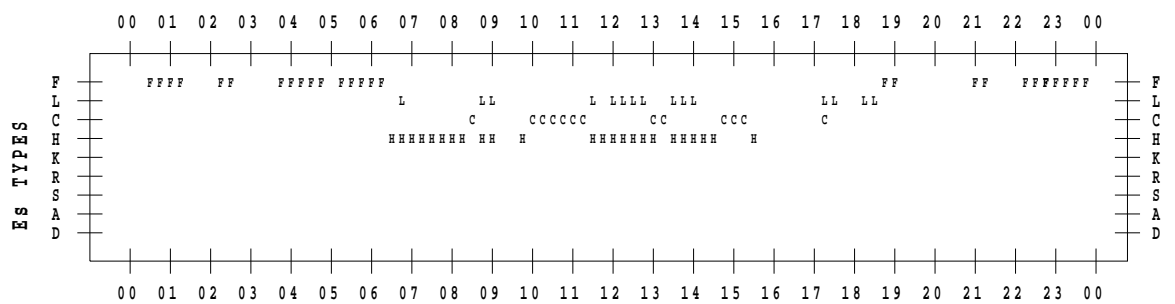 00 01 02 03 04 05 06 07 08 09 10 11 12 13 14 15 16 17 18 19 20 21 22 23 00
Es TYPES
F FFFF FF FFFFF FFFFF FF FF FFFFFFF F
L L LL L LLLL LLL LL LL L
C C CCCCCC CC CCC C C
H HHHHHHHH HH H HHHHHHH HHHHH H H
K K
R R
S S
A A
D D
00 01 02 03 04 05 06 07 08 09 10 11 12 13 14 15 16 17 18 19 20 21 22 23 00